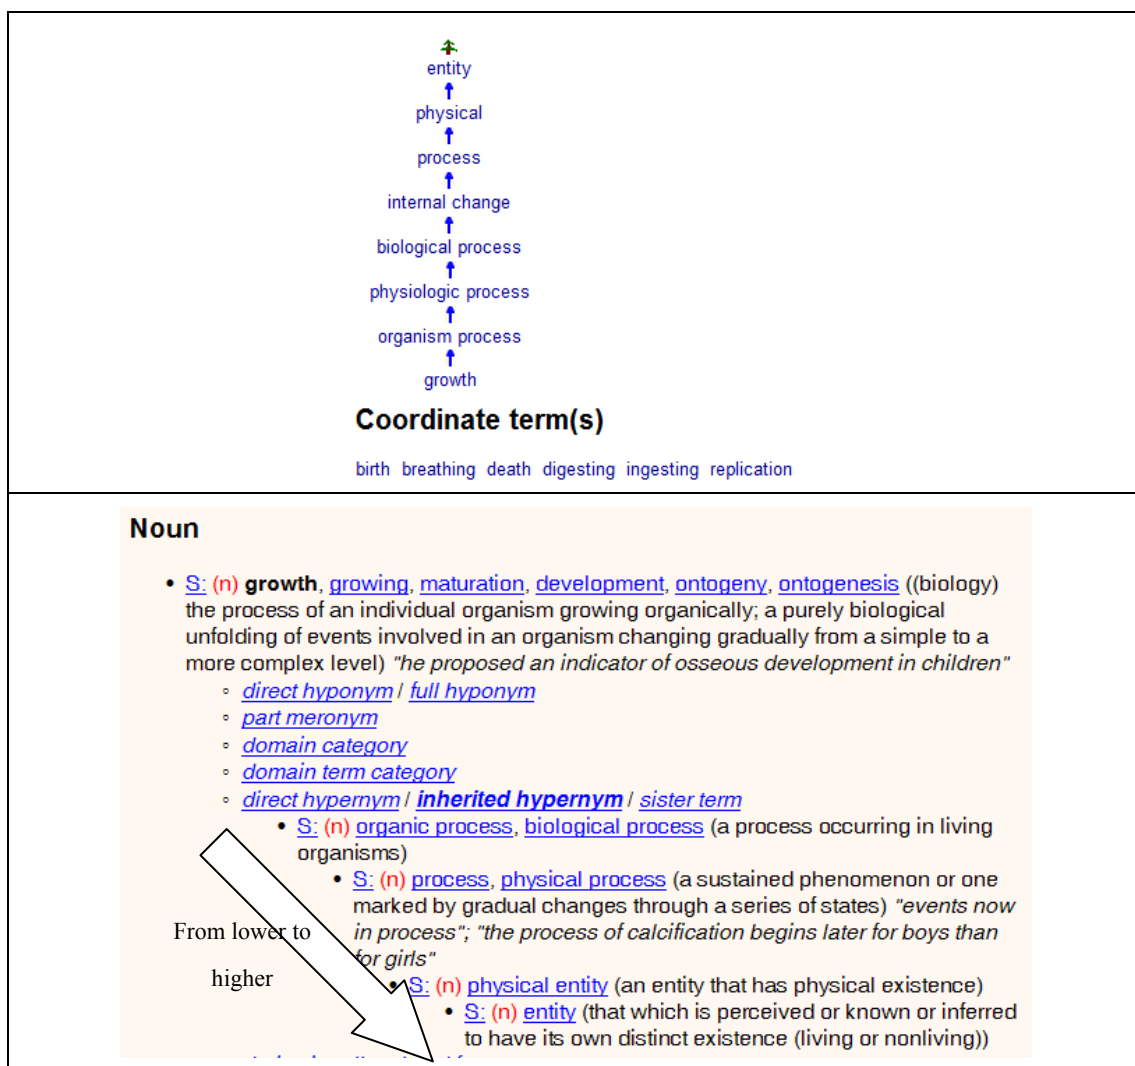 entity
physical
process
internal change
biological process
physiologic process
organism process
growth
Coordinate term(s)
birth breathing death digesting ingesting replication
Noun
• S: (n) growth, growing, maturation, development, ontogeny, ontogenesis ((biology)
the process of an individual organism growing organically; a purely biological
unfolding of events involved in an organism changing gradually from a simple to a
more complex level) "he proposed an indicator of osseous development in children"
◦ direct hyponym / full hyponym
◦ part meronym
◦ domain category
◦ domain term category
◦ direct hypernym / inherited hypernym / sister term
• S: (n) organic process, biological process (a process occurring in living
organisms)
• S: (n) process, physical process (a sustained phenomenon or one
marked by gradual changes through a series of states) "events now
in process"; "the process of calcification begins later for boys than
for girls"
• S: (n) physical entity (an entity that has physical existence)
• S: (n) entity (that which is perceived or known or inferred
to have its own distinct existence (living or nonliving))
From lower to
higher